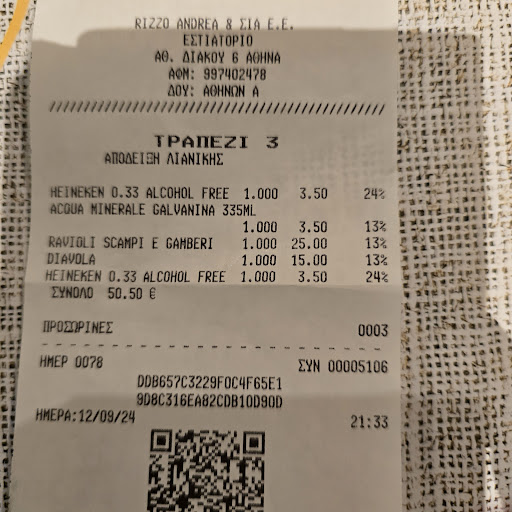 RIZZO ANDREA & ΣΙΑ Ε.Ε.
ΕΣΤΙΑΤΟΡΙΟ
ΑΘ. ΔΙΑΚΟΥ 6 ΑΘΗΝΑ
ΑΦΜ: 997402478
ΔΟΥ: ΑΘΗΝΩΝ Α
ΤΡΑΠΕΖΙ 3
ΑΠΟΔΕΙΞΗ ΛΙΑΝΙΚΗΣ
HEINEKEN 0.33 ALCOHOL FREE 1.000 3.50 24%
ACQUA MINERALE GALVANINA 335ML
1.000 3.50 13%
RAVIOLI SCAMPI E GAMBERI 1.000 25.00 13%
DIAVOLA 1.000 15.00 13%
HEINEKEN 0.33 ALCOHOL FREE 1.000 3.50 24%
ΣΥΝΟΛΟ 50.50 €
ΠΡΟΣΩΡΙΝΕΣ 0003
ΗΜΕΡ 0078 ΣΥΝ 00005106
DDB657C3229F0C4F65E1
9D8C316EA82CDB10D90D
ΗΜΕΡΑ:12/09/24 21:33